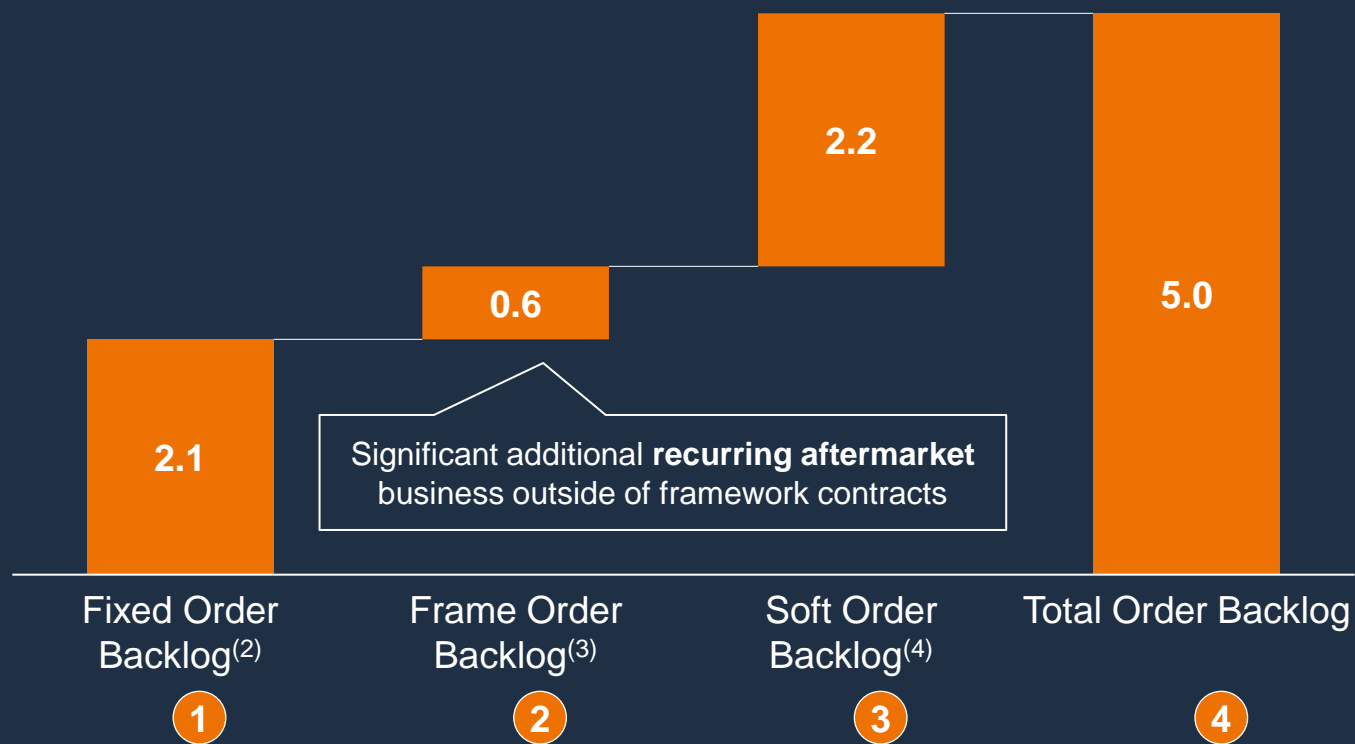 2.2
0.6
5.0
2.1
Significant additional recurring aftermarket
business outside of framework contracts
Fixed Order
Backlog(2)
Frame Order
Backlog(3)
Soft Order
Backlog(4)
Total Order Backlog
1
2
3
4